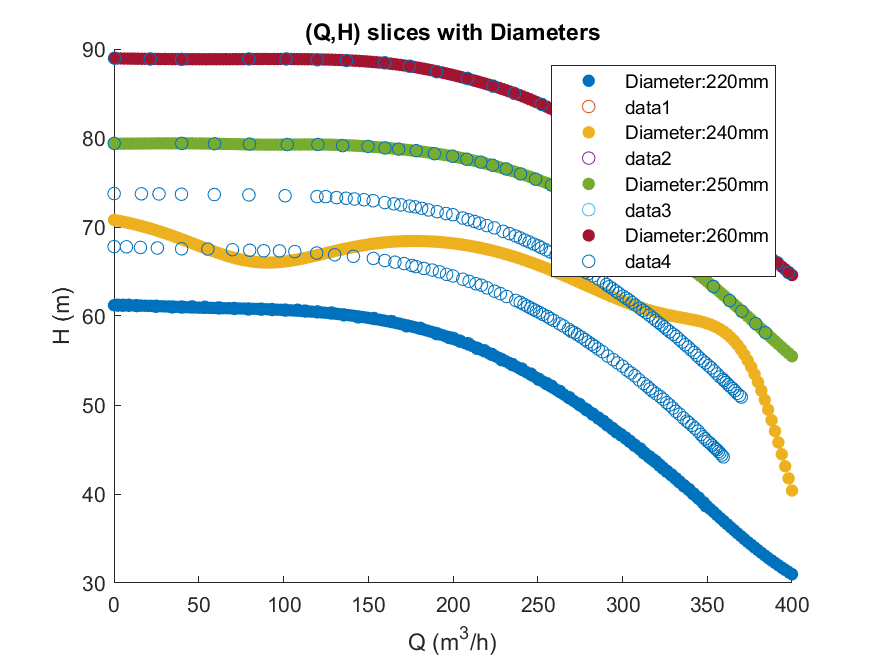 (Q,H) slices with Diameters
90
80
70
60
50
40
30
H (m)
Diameter:220mm
data1
Diameter:240mm
data2
Diameter:250mm
data3
Diameter:260mm
data4
0 50 100 150 200 250 300 350 400
Q (m³/h)